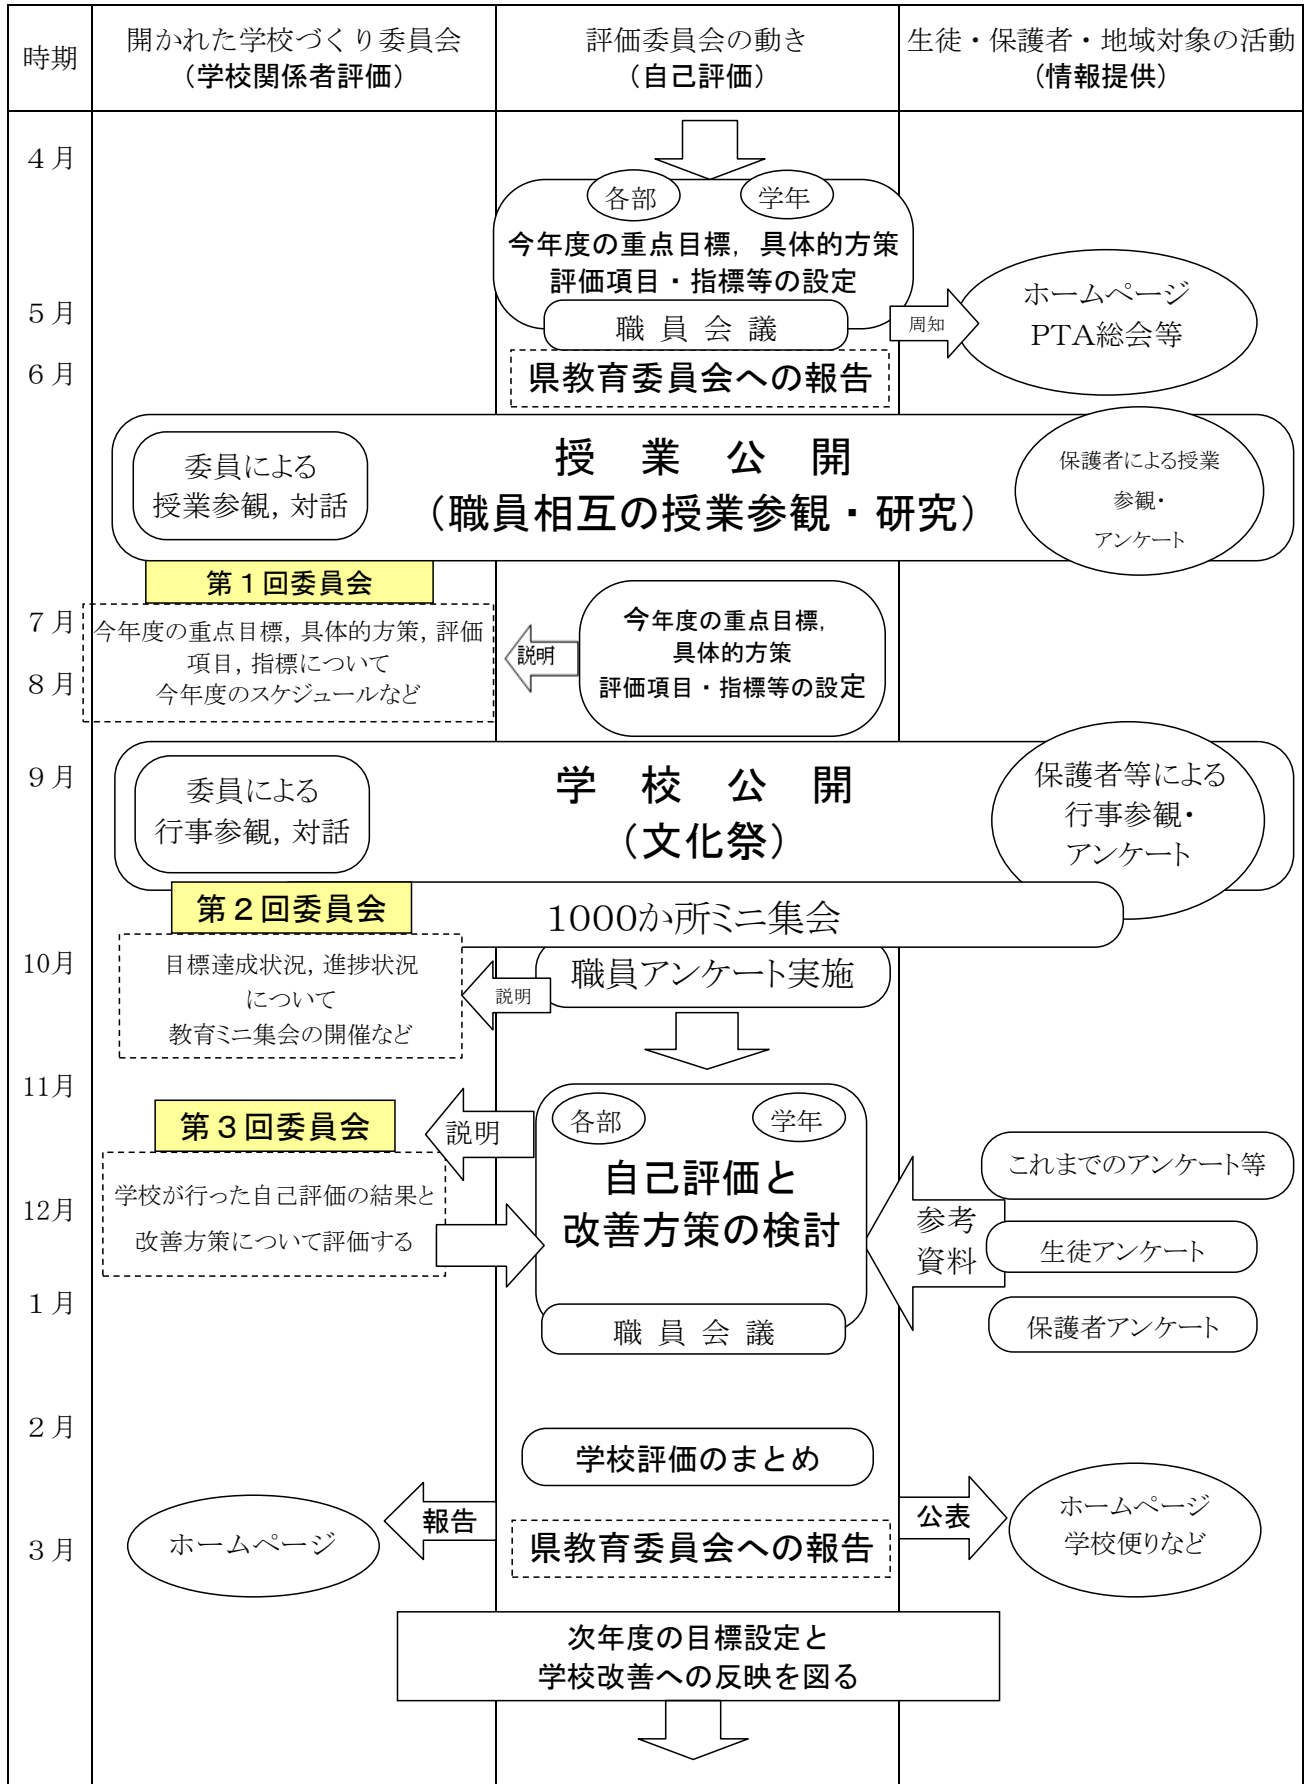 時期
開かれた学校づくり委員会
（学校関係者評価）
評価委員会の動き
（自己評価）
生徒・保護者・地域対象の活動
（情報提供）
４月
各部
学年
今年度の重点目標，具体的方策
評価項目・指標等の設定
５月
職 員 会 議
周知
ホームページ
PTA総会等
６月
県教育委員会への報告
委員による
授業参観，対話
授　業　公　開
（職員相互の授業参観・研究）
保護者による授業
参観・
アンケート
第１回委員会
７月
今年度の重点目標，具体的方策，評価
項目，指標について
今年度のスケジュールなど
説明
今年度の重点目標，
具体的方策
評価項目・指標等の設定
８月
９月
委員による
行事参観，対話
学　校　公　開
（文化祭）
保護者等による
行事参観・
アンケート
第２回委員会
1000か所ミニ集会
10月
目標達成状況，進捗状況
について
教育ミニ集会の開催など
説明
職員アンケート実施
11月
第３回委員会
説明
各部
学年
自己評価と
改善方策の検討
これまでのアンケート等
12月
学校が行った自己評価の結果と
改善方策について評価する
参考
資料
生徒アンケート
１月
職 員 会 議
保護者アンケート
２月
学校評価のまとめ
３月
ホームページ
報告
県教育委員会への報告
公表
ホームページ
学校便りなど
次年度の目標設定と
学校改善への反映を図る